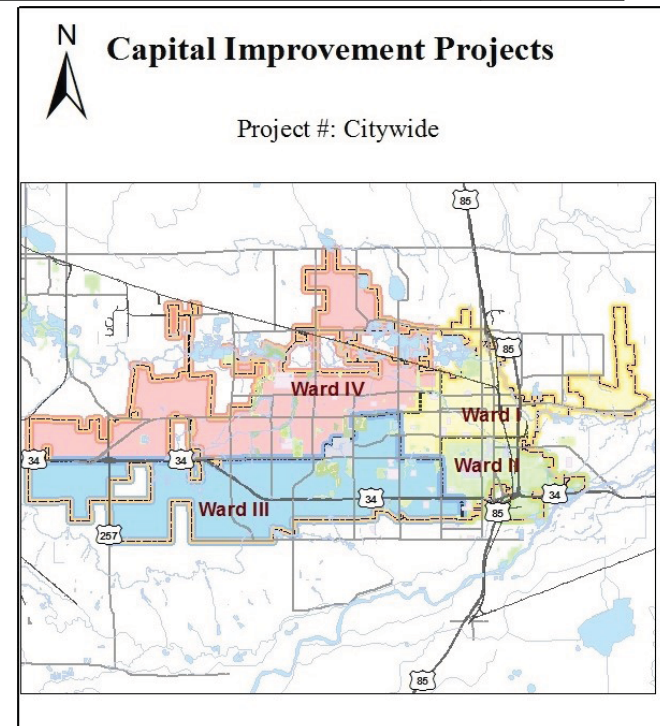 N
Capital Improvement Projects
Project #: Citywide
85
85
Ward IV
Ward I
34
34
Ward II
Ward III
34
34
85
257
85